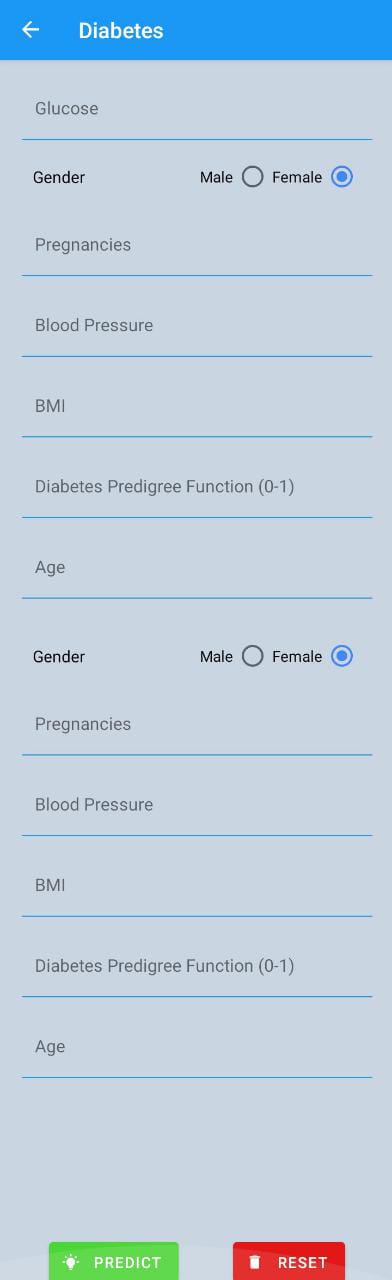 Diabetes
Glucose
Gender Male Female
Pregnancies
Blood Pressure
BMI
Diabetes Predigree Function (0-1)
Age
Gender Male Female
Pregnancies
Blood Pressure
BMI
Diabetes Predigree Function (0-1)
Age
PREDICT RESET